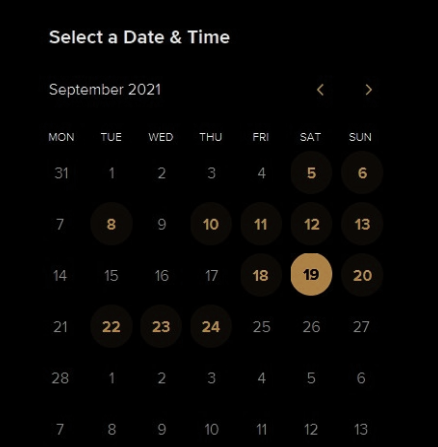 Select a Date & Time
September 2021
MON TUE WED THU FRI SAT SUN
31 1 2 3 4 5 6
7 8 9 10 11 12 13
14 15 16 17 18 19 20
21 22 23 24 25 26 27
28 1 2 3 4 5 6
7 8 9 10 11 12 13